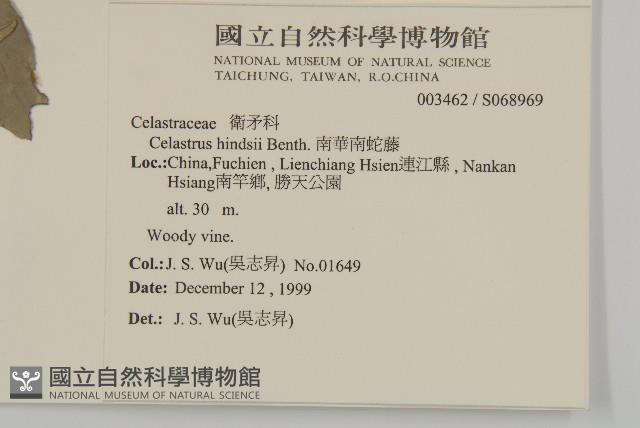 國立自然科學博物館
NATIONAL MUSEUM OF NATURAL SCIENCE
TAICHUNG, TAIWAN, R.O.CHINA
003462 / S068969
Celastraceae 衛矛科
Celastrus hindsii Benth. 南華南蛇藤
Loc.:China,Fuchien , Lienchiang Hsien連江縣 , Nankan
Hsiang南竿鄉, 勝天公園
alt. 30 m.
Woody vine.
Col.:J. S. Wu(吳志昇) No.01649
Date: December 12 , 1999
Det.: J. S. Wu(吳志昇)
國立自然科學博物館
NATIONAL MUSEUM OF NATURAL SCIENCE